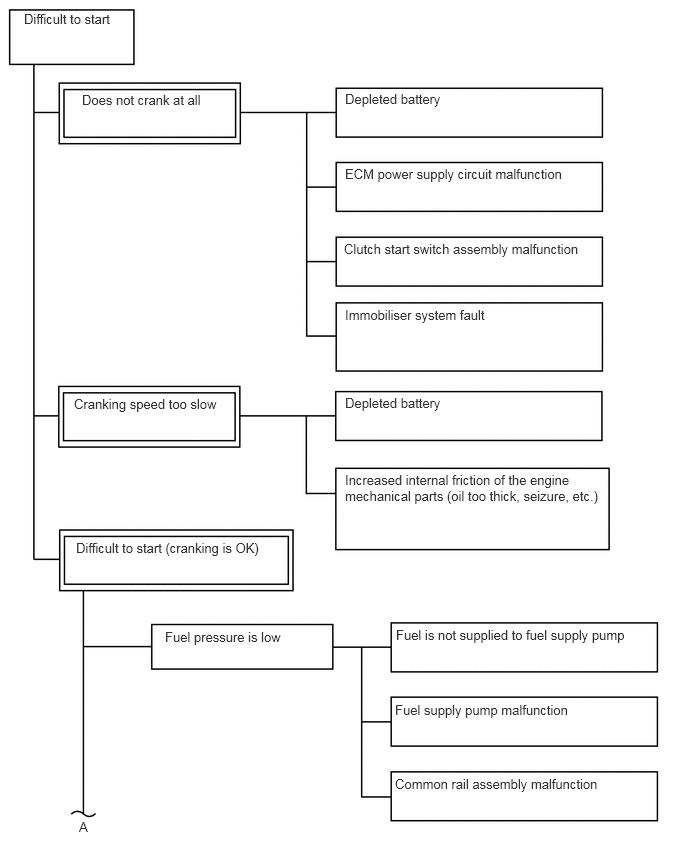 Difficult to start
Does not crank at all
Depleted battery
ECM power supply circuit malfunction
Clutch start switch assembly malfunction
Immobiliser system fault
Cranking speed too slow
Depleted battery
Increased internal friction of the engine
mechanical parts (oil too thick, seizure, etc.)
Difficult to start (cranking is OK)
Fuel pressure is low
Fuel is not supplied to fuel supply pump
Fuel supply pump malfunction
Common rail assembly malfunction
A